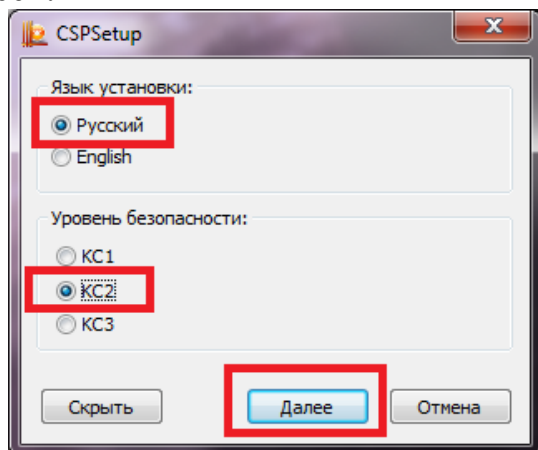 CSPSetup
Язык установки:
Русский
English
Уровень безопасности:
КС1
КС2
КС3
Скрыть
Далее
Отмена